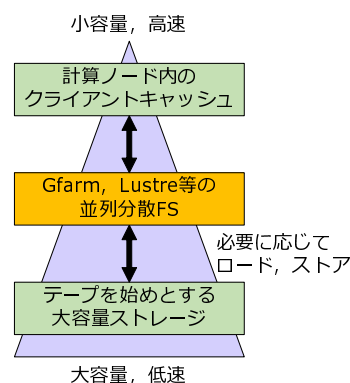 小容量，高速
計算ノード内の
クライアントキャッシュ
Gfarm，Lustre等の
並列分散FS
必要に応じて
ロード，ストア
テープを始めとする
大容量ストレージ
大容量，低速